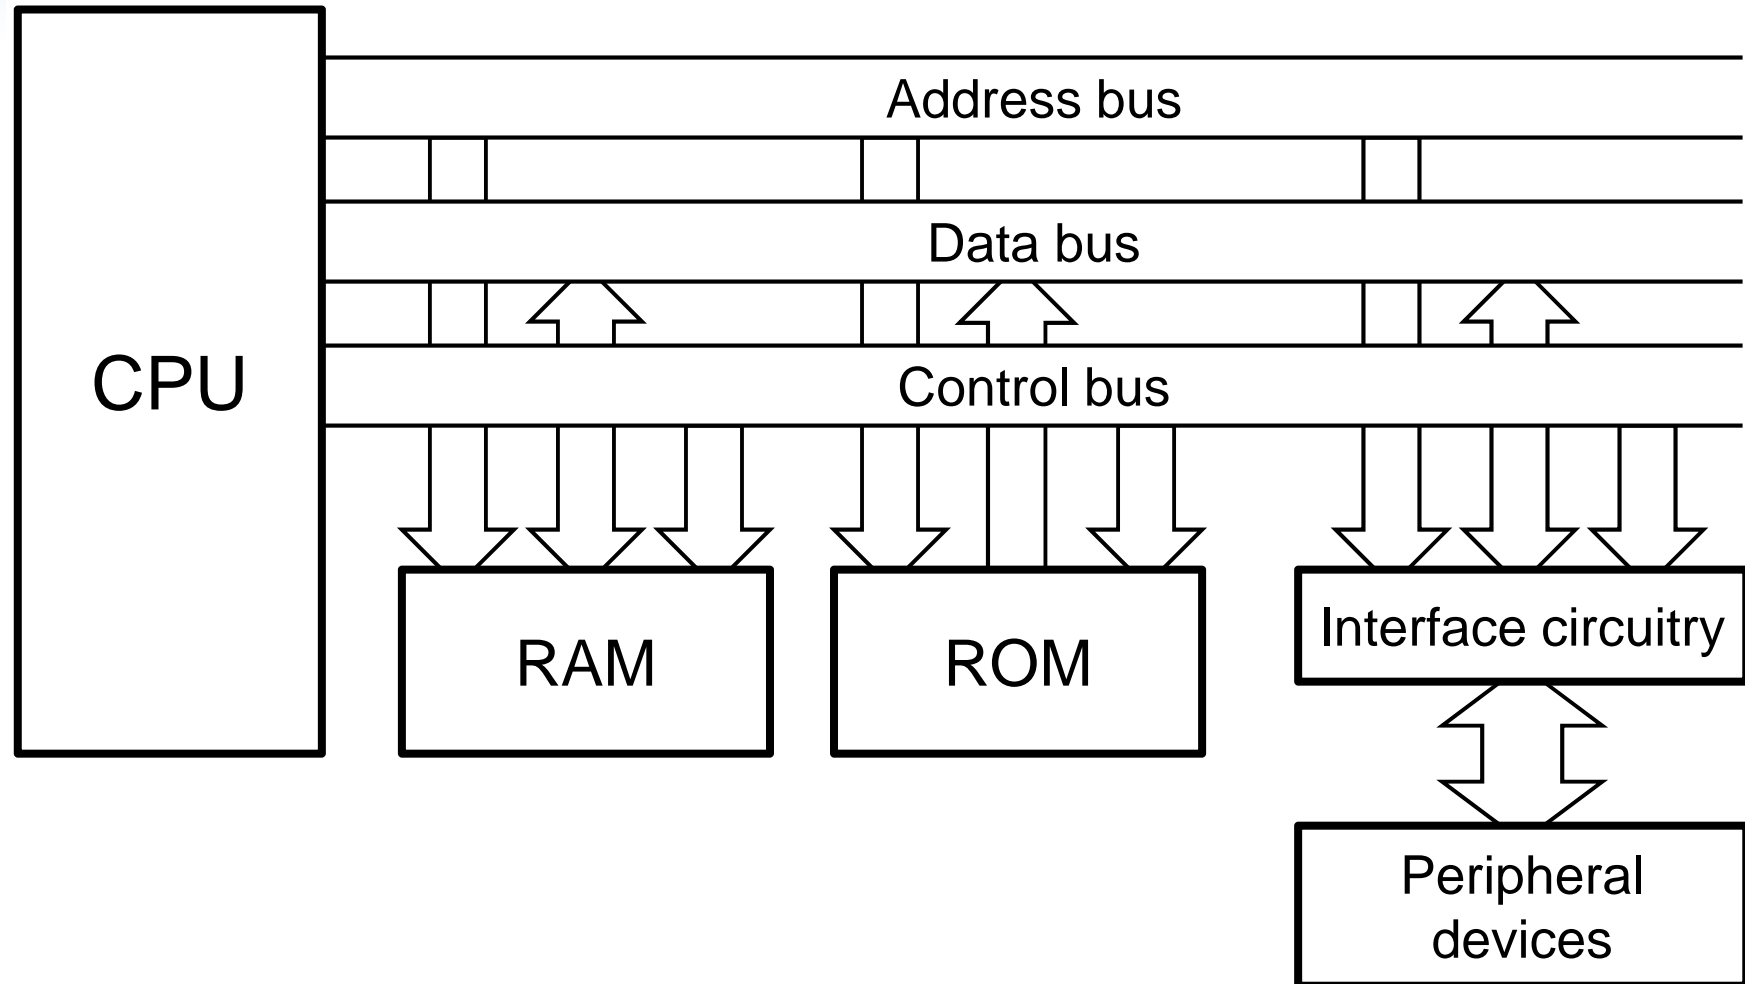 Address bus
Data bus
CPU
Control bus
RAM
ROM
Interface circuitry
Peripheral
devices